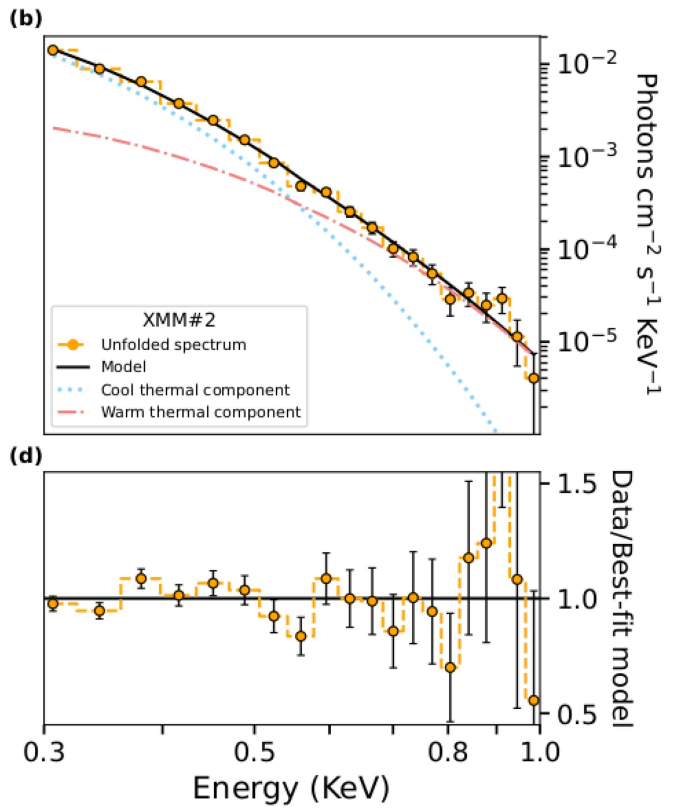 (b)
10⁻²
10⁻³
10⁻⁴
10⁻⁵
Photons cm⁻² s⁻¹ KeV⁻¹
XMM#2
Unfolded spectrum
Model
Cool thermal component
Warm thermal component
(d)
1.5
1.0
0.5
Data/Best-fit model
0.3
0.5
0.8
1.0
Energy (KeV)